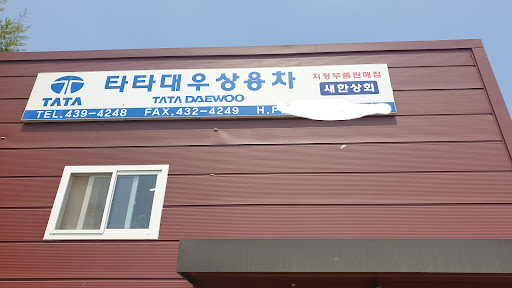 TATA
타타대우상용차
TATA DAEWOO
지정부품판매점
새한상회
TEL.439-4248 FAX.432-4249 H.P